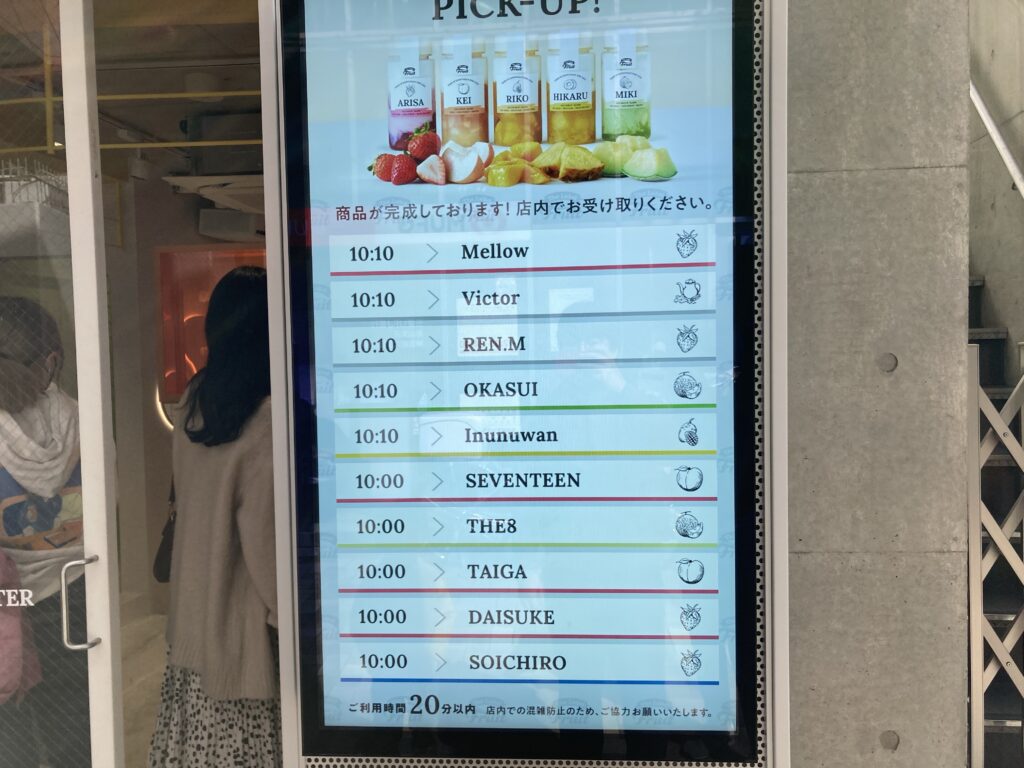 PICK-UP!
ARISA
KEI
RIKO
HIKARU
MIKI
商品が完成しております！店内でお受け取りください。
10:10 > Mellow
10:10 > Victor
10:10 > REN.M
10:10 > OKASUI
10:10 > Inunuwan
10:00 > SEVENTEEN
10:00 > THE8
10:00 > TAIGA
10:00 > DAISUKE
10:00 > SOICHIRO
ご利用時間20分以内 店内での混雑防止のため、ご協力お願いいたします。
TER